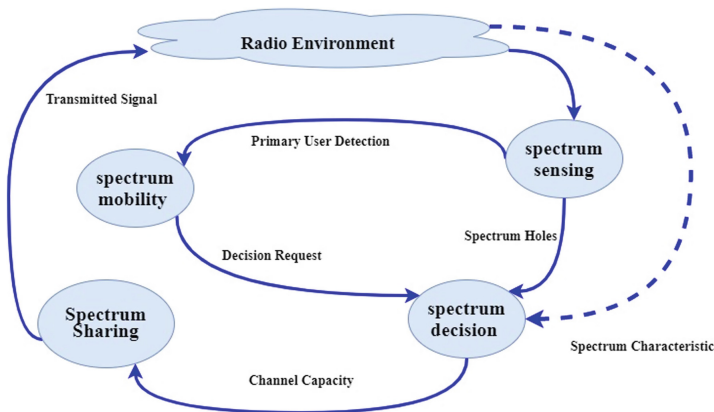 Radio Environment
Transmitted Signal
Primary User Detection
spectrum
sensing
spectrum
mobility
Spectrum Holes
Decision Request
Spectrum
Sharing
spectrum
decision
Spectrum Characteristic
Channel Capacity